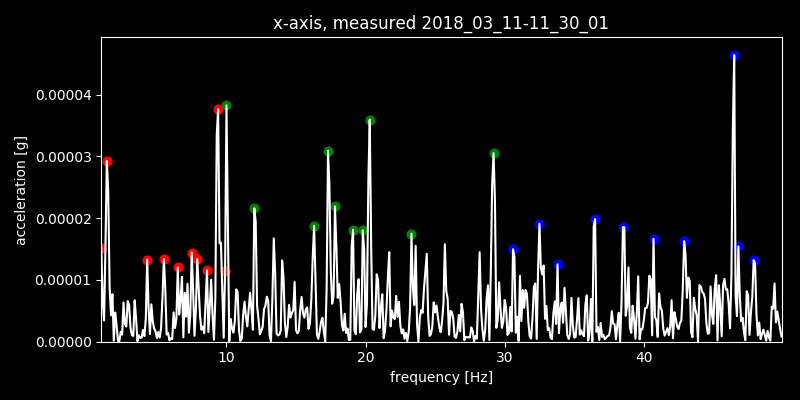 x-axis, measured 2018_03_11-11_30_01
acceleration [g]
0.00004
0.00003
0.00002
0.00001
0.00000
10 20 30 40
frequency [Hz]